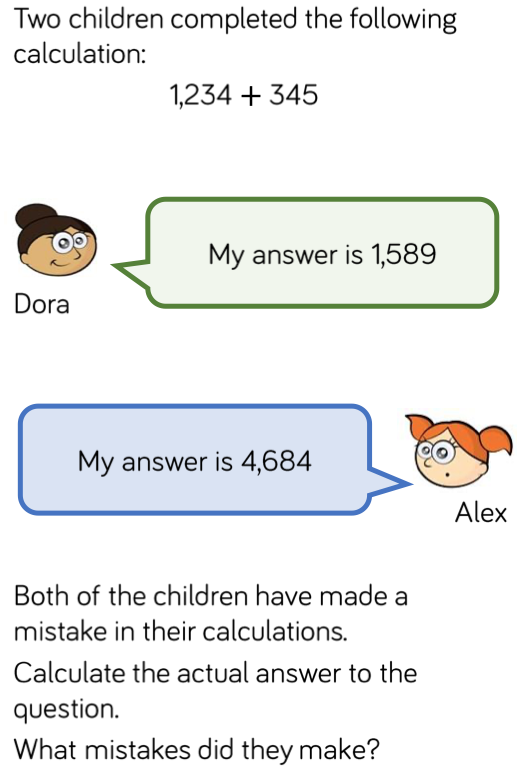 Two children completed the following
calculation:
1,234 + 345
My answer is 1,589
Dora
My answer is 4,684
Alex
Both of the children have made a
mistake in their calculations.
Calculate the actual answer to the
question.
What mistakes did they make?